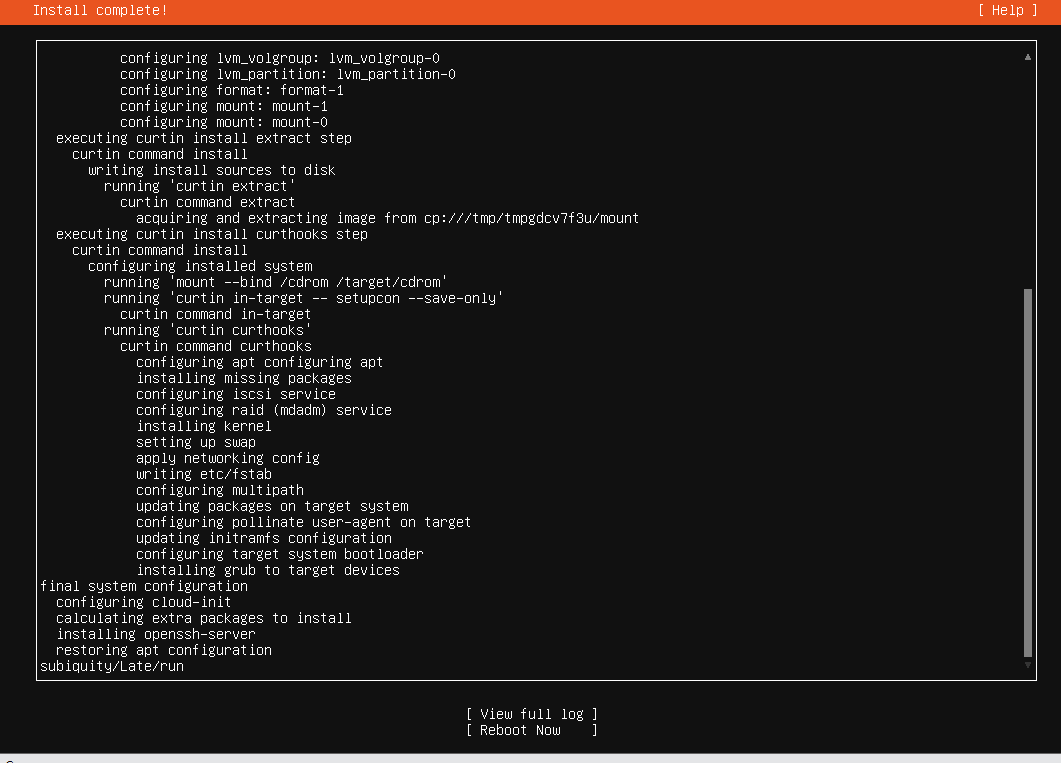 Install complete!
[ Help ]
configuring lvm_volgroup: lvm_volgroup-0
configuring lvm_partition: lvm_partition-0
configuring format: format-1
configuring mount: mount-1
configuring mount: mount-0
executing curtin install extract step
curtin command install
writing install sources to disk
running 'curtin extract'
curtin command extract
acquiring and extracting image from cp:///tmp/tmpgdcv7f3u/mount
executing curtin install curthooks step
curtin command install
configuring installed system
running 'mount --bind /cdrom /target/cdrom'
running 'curtin in-target -- setupcon --save-only'
curtin command in-target
running 'curtin curthooks'
curtin command curthooks
configuring apt configuring apt
installing missing packages
configuring iscsi service
configuring raid (mdadm) service
installing kernel
setting up swap
apply networking config
writing etc/fstab
configuring multipath
updating packages on target system
configuring pollinate user-agent on target
updating initramfs configuration
configuring target system bootloader
installing grub to target devices
final system configuration
configuring cloud-init
calculating extra packages to install
installing openssh-server
restoring apt configuration
subiquity/Late/run
[ View full log ]
[ Reboot Now ]